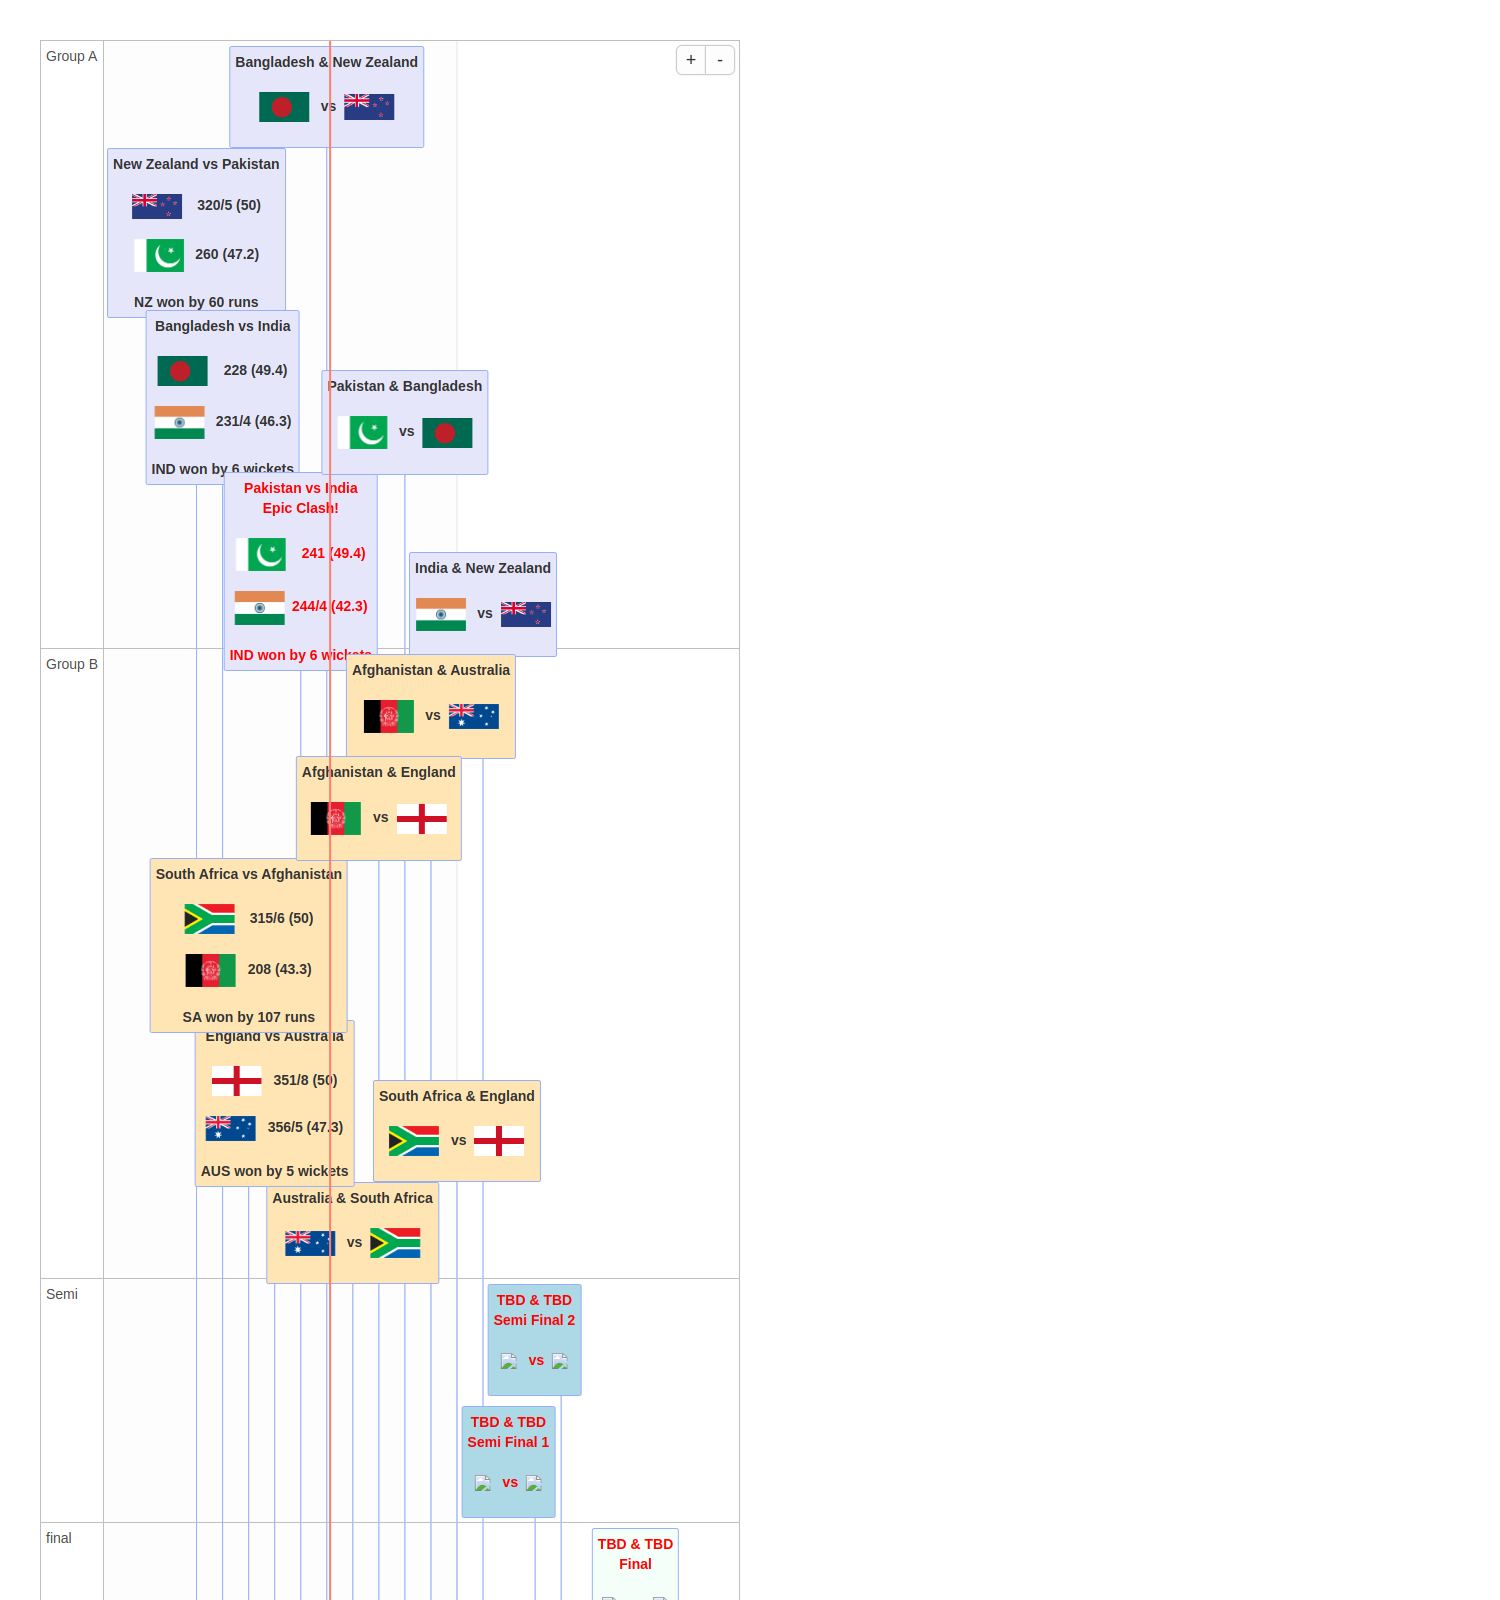 Group A
+ -
Bangladesh & New Zealand
vs
New Zealand vs Pakistan
320/5 (50)
260 (47.2)
NZ won by 60 runs
Bangladesh vs India
228 (49.4)
231/4 (46.3)
IND won by 6 wickets
Pakistan & Bangladesh
vs
Pakistan vs India
Epic Clash!
241 (49.4)
244/4 (42.3)
IND won by 6 wickets
India & New Zealand
vs
Group B
Afghanistan & Australia
vs
Afghanistan & England
vs
South Africa vs Afghanistan
315/6 (50)
208 (43.3)
SA won by 107 runs
England vs Australia
351/8 (50)
356/5 (47.3)
AUS won by 5 wickets
South Africa & England
vs
Australia & South Africa
vs
Semi
TBD & TBD
Semi Final 2
vs
TBD & TBD
Semi Final 1
vs
final
TBD & TBD
Final